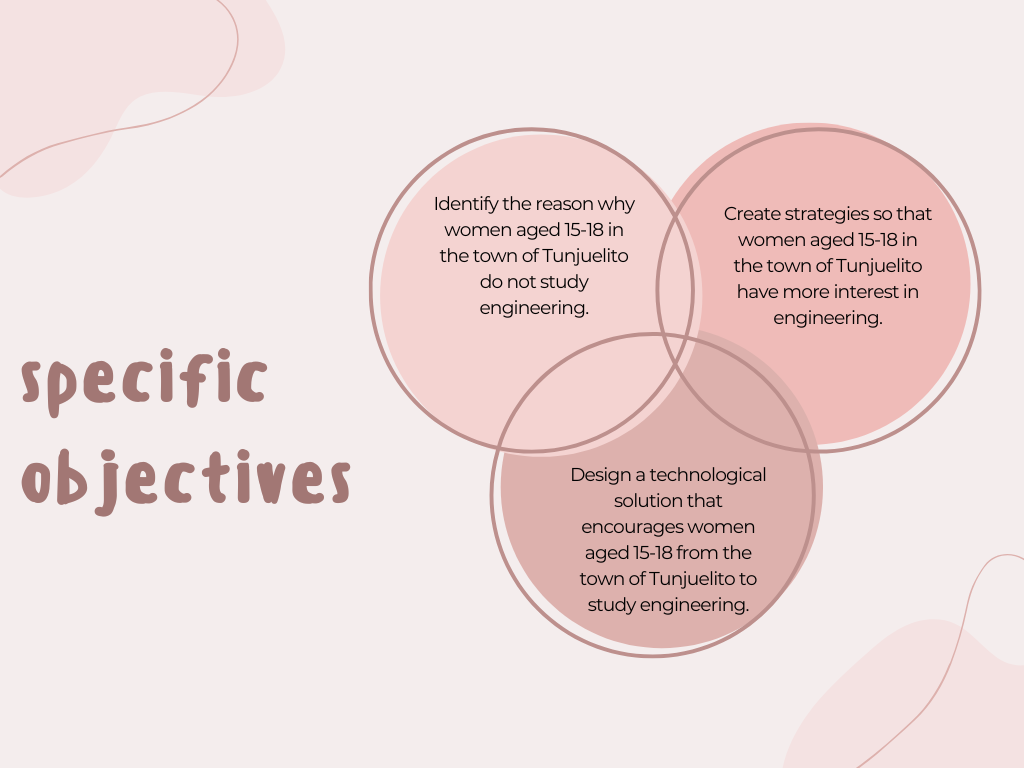 specific
objectives
Identify the reason why
women aged 15-18 in
the town of Tunjuelito
do not study
engineering.
Create strategies so that
women aged 15-18 in
the town of Tunjuelito
have more interest in
engineering.
Design a technological
solution that
encourages women
aged 15-18 from the
town of Tunjuelito to
study engineering.